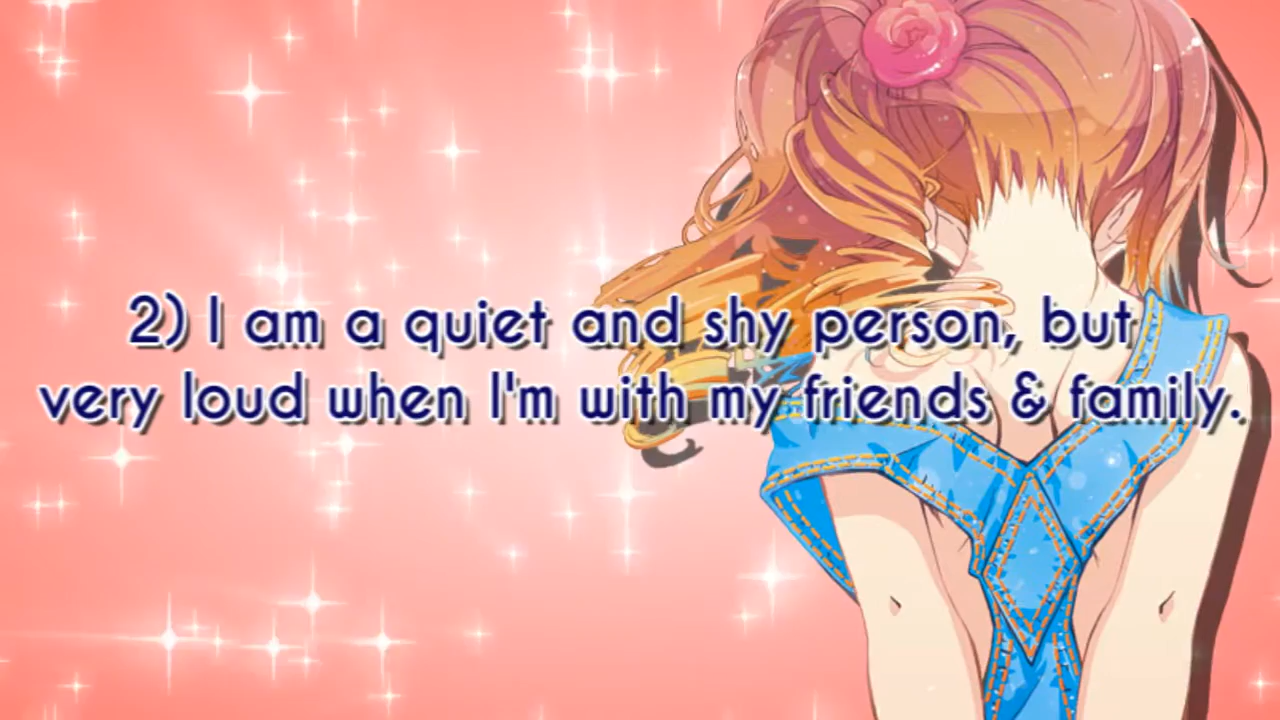 2) I am a quiet and shy person, but
very loud when I'm with my friends & family.